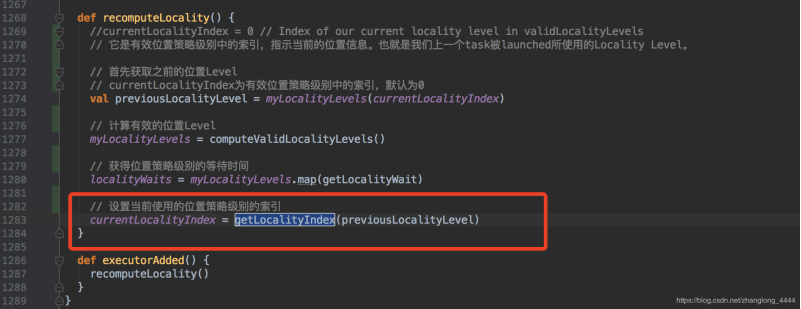 1267
1268 def recomputeLocality() {
1269 //currentLocalityIndex = 0 // Index of our current locality level in validLocalityLevels
1270 // 它是有效位置策略级别中的索引，指示当前的位置信息。也就是我们上一个task被launched所使用的Locality Level。
1271
1272 // 首先获取之前的位置Level
1273 // currentLocalityIndex为有效位置策略级别中的索引，默认为0
1274 val previousLocalityLevel = myLocalityLevels(currentLocalityIndex)
1275
1276 // 计算有效的位置Level
1277 myLocalityLevels = computeValidLocalityLevels()
1278
1279 // 获得位置策略级别的等待时间
1280 localityWaits = myLocalityLevels.map(getLocalityWait)
1281
1282 // 设置当前使用的位置策略级别的索引
1283 currentLocalityIndex = getLocalityIndex(previousLocalityLevel)
1284 }
1285
1286 def executorAdded() {
1287 recomputeLocality()
1288 }
1289 }
https://blog.csdn.net/zhanglong_4444